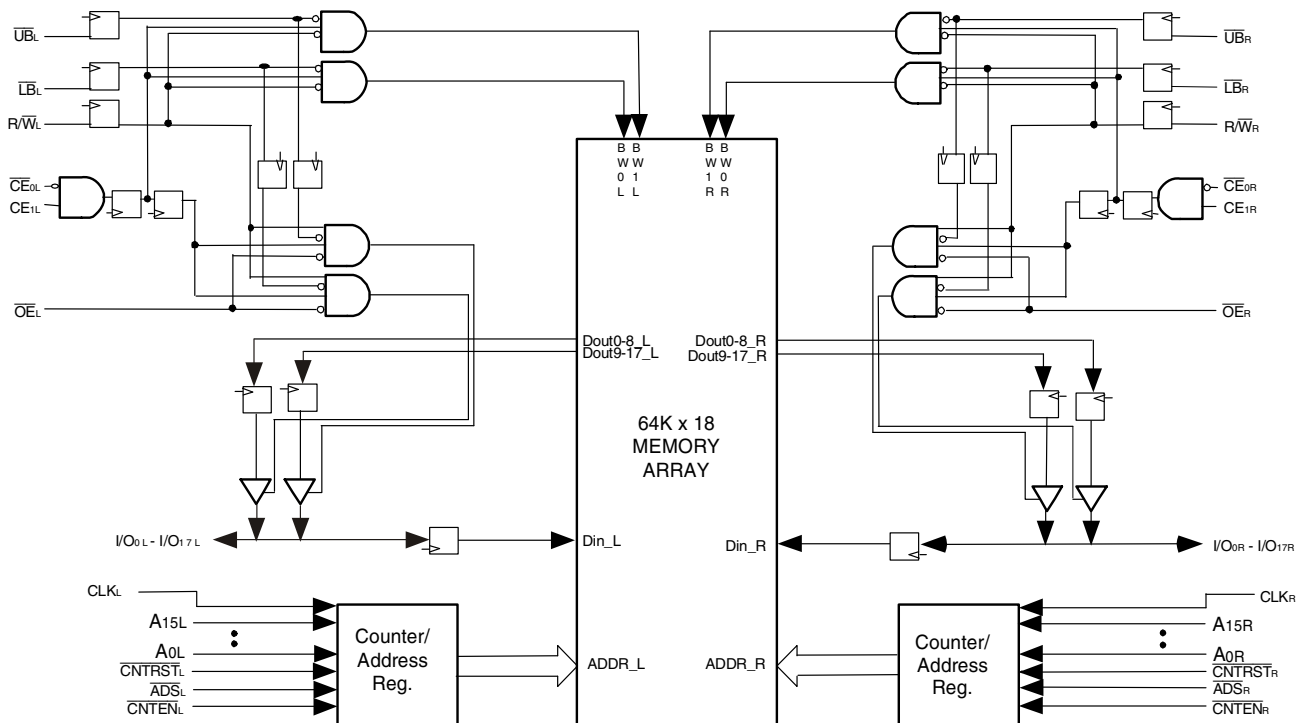 UBL
UBR
LBL
LBR
R/WL
R/WR
B W 0 L
B W 1 L
B W 1 R
B W 0 R
CE0L
CE1L
CE0R
CE1R
OEL
OER
Dout0-8_L
Dout9-17_L
Dout0-8_R
Dout9-17_R
64K x 18
MEMORY
ARRAY
I/O0L - I/O17L
Din_L
Din_R
I/O0R - I/O17R
CLKL
CLKR
A15L
A15R
A0L
A0R
CNTRSTL
CNTRSTR
ADSL
ADSR
CNTENL
CNTENR
Counter/
Address
Reg.
ADDR_L
ADDR_R
Counter/
Address
Reg.